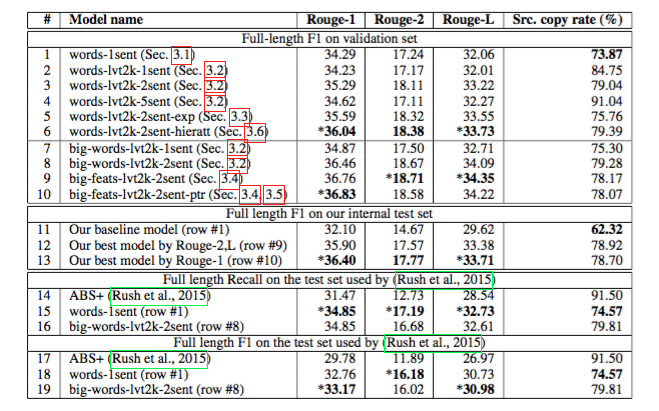 # Model name Rouge-1 Rouge-2 Rouge-L Src. copy rate (%)
Full-length F1 on validation set
1 words-1sent (Sec. 3.1) 34.29 17.24 32.06 73.87
2 words-lvt2k-1sent (Sec. 3.2) 34.23 17.17 32.01 84.75
3 words-lvt2k-2sent (Sec. 3.2) 35.29 18.11 33.22 79.04
4 words-lvt2k-5sent (Sec. 3.2) 34.62 17.11 32.27 91.04
5 words-lvt2k-2sent-exp (Sec. 3.3) 35.59 18.32 33.55 75.76
6 words-lvt2k-2sent-hieratt (Sec. 3.6) *36.04 18.38 *33.73 79.39
7 big-words-lvt2k-1sent (Sec. 3.2) 34.87 17.50 32.71 75.30
8 big-words-lvt2k-2sent (Sec. 3.2) 36.46 18.67 34.09 79.28
9 big-feats-lvt2k-2sent (Sec. 3.4) 36.76 *18.71 *34.35 78.17
10 big-feats-lvt2k-2sent-ptr (Sec. 3.4, 3.5) *36.83 18.58 34.22 78.07
Full length F1 on our internal test set
11 Our baseline model (row #1) 32.10 14.67 29.62 62.32
12 Our best model by Rouge-2,L (row #9) 35.90 17.57 33.38 78.92
13 Our best model by Rouge-1 (row #10) *36.40 17.77 *33.71 78.70
Full length Recall on the test set used by (Rush et al., 2015)
14 ABS+ (Rush et al., 2015) 31.47 12.73 28.54 91.50
15 words-1sent (row #1) *34.85 *17.19 *32.73 74.57
16 big-words-lvt2k-2sent (row #8) 34.85 16.68 32.61 79.81
Full length F1 on the test set used by (Rush et al., 2015)
17 ABS+ (Rush et al., 2015) 29.78 11.89 26.97 91.50
18 words-1sent (row #1) 32.76 *16.18 30.73 74.57
19 big-words-lvt2k-2sent (row #8) *33.17 16.02 *30.98 79.81